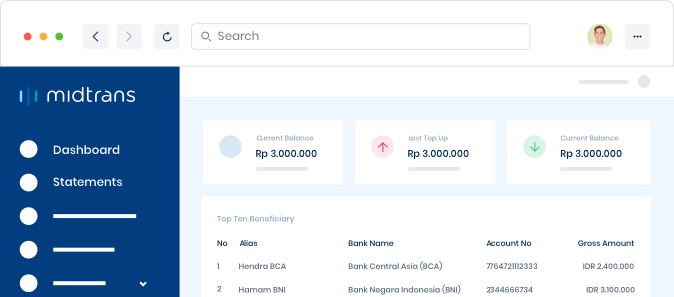 Search
midtrans
Dashboard
Statements
Current Balance
Rp 3.000.000
Last Top Up
Rp 3.000.000
Current Balance
Rp 3.000.000
Top Ten Beneficiary
No Alias Bank Name Account No Gross Amount
1 Hendra BCA Bank Central Asia (BCA) 7764721112333 IDR 2.400.000
2 Hamam BNI Bank Negara Indonesia (BNI) 2344666734 IDR 3.100.000